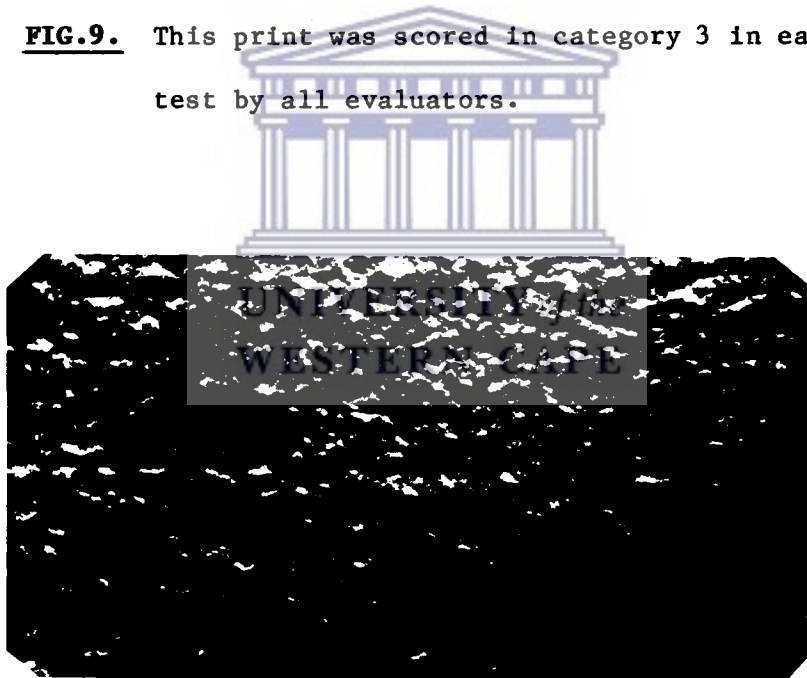 FIG.9. This print was scored in category 3 in ea
test by all evaluators.
UNIVERSITY of the
WESTERN CAPE